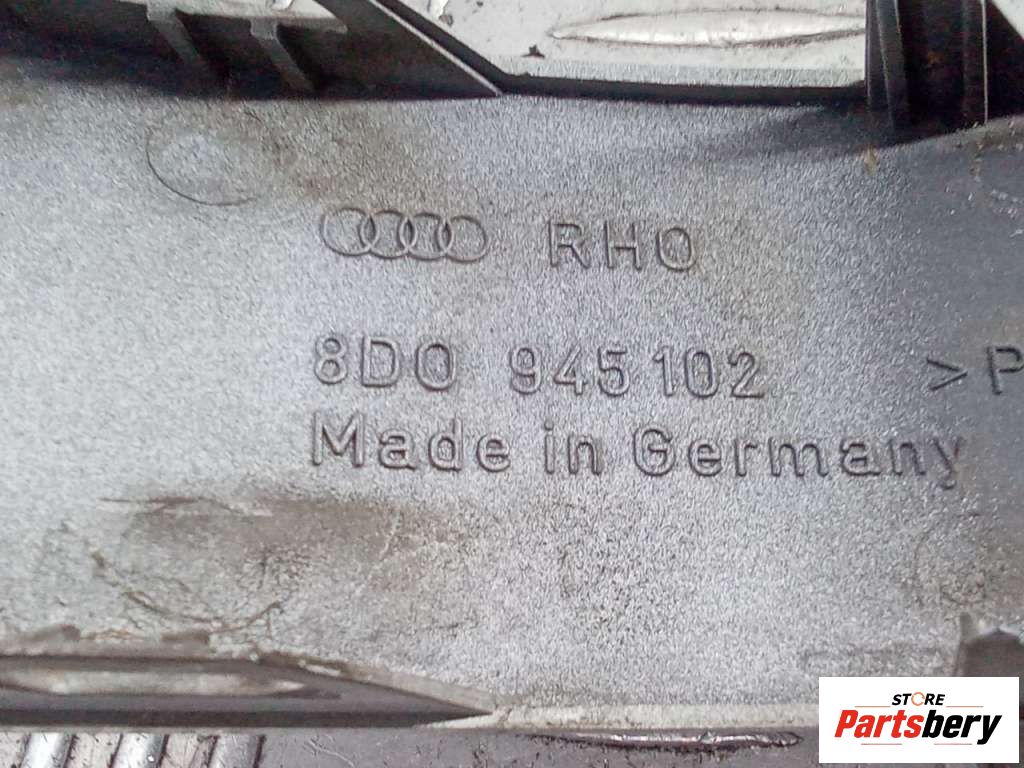 RHO
8D0 945 102 >P
Made in Germany
STORE
Partsbery